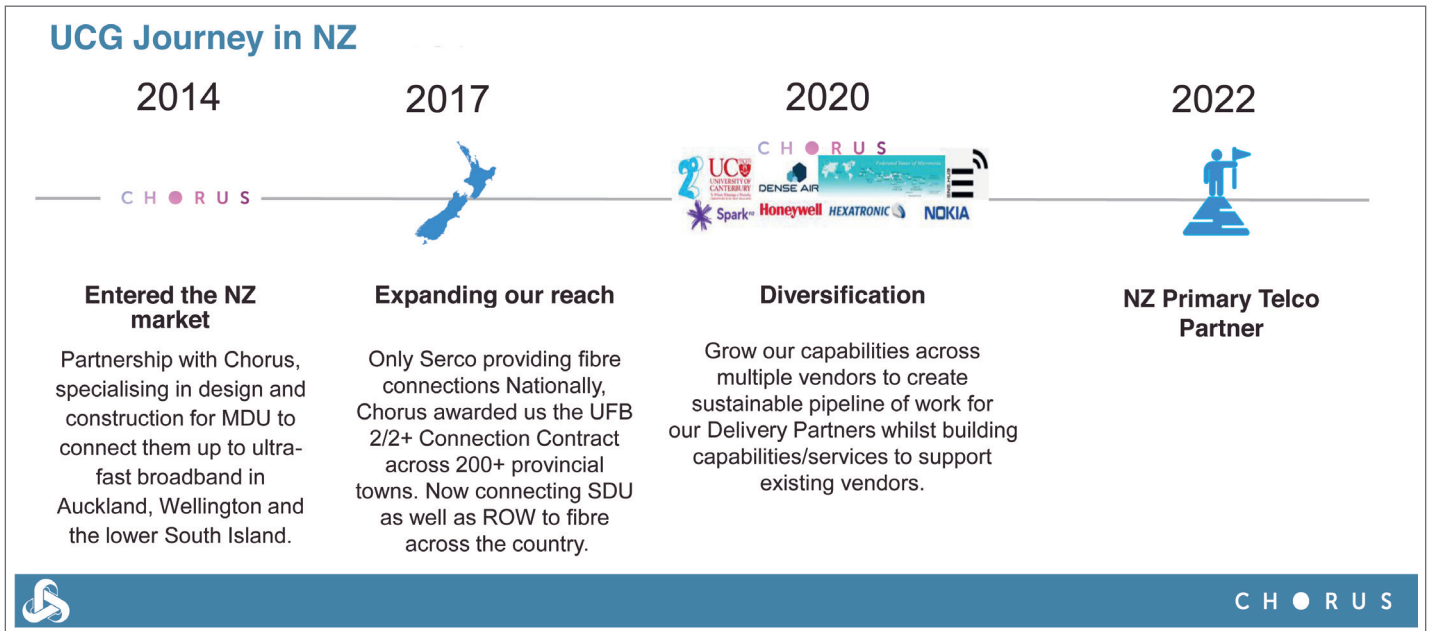 UCG Journey in NZ
2014
2017
2020
2022
CHORUS
CHORUS
UC
UNIVERSITY OF
CANTERBURY
DENSE AIR
Federated States of Micronesia
Spark nz
Honeywell
HEXATRONIC
NOKIA
Entered the NZ
market
Partnership with Chorus,
specialising in design and
construction for MDU to
connect them up to ultra-
fast broadband in
Auckland, Wellington and
the lower South Island.
Expanding our reach
Only Serco providing fibre
connections Nationally,
Chorus awarded us the UFB
2/2+ Connection Contract
across 200+ provincial
towns. Now connecting SDU
as well as ROW to fibre
across the country.
Diversification
Grow our capabilities across
multiple vendors to create
sustainable pipeline of work for
our Delivery Partners whilst building
capabilities/services to support
existing vendors.
NZ Primary Telco
Partner
CHORUS